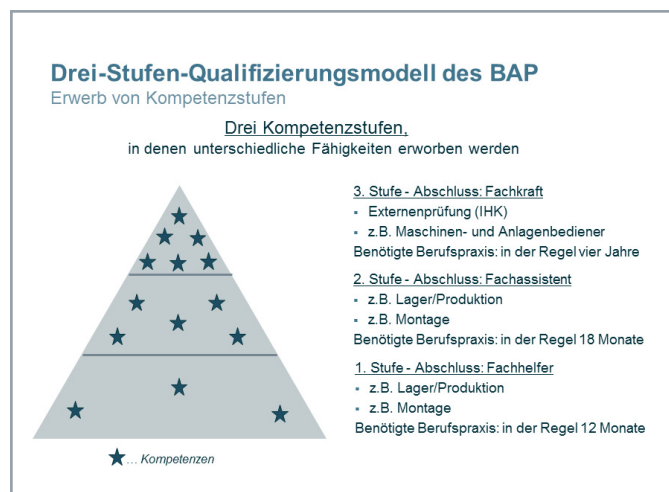 Drei-Stufen-Qualifizierungsmodell des BAP
Erwerb von Kompetenzstufen
Drei Kompetenzstufen,
in denen unterschiedliche Fähigkeiten erworben werden
3. Stufe - Abschluss: Fachkraft
▪ Externenprüfung (IHK)
▪ z.B. Maschinen- und Anlagenbediener
Benötigte Berufspraxis: in der Regel vier Jahre
2. Stufe - Abschluss: Fachassistent
▪ z.B. Lager/Produktion
▪ z.B. Montage
Benötigte Berufspraxis: in der Regel 18 Monate
1. Stufe - Abschluss: Fachhelfer
▪ z.B. Lager/Produktion
▪ z.B. Montage
Benötigte Berufspraxis: in der Regel 12 Monate
... Kompetenzen